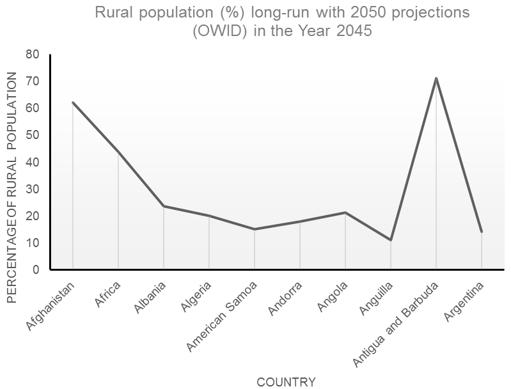 Rural population (%) long-run with 2050 projections
(OWID) in the Year 2045
PERCENTAGE OF RURAL POPULATION
80
70
60
50
40
30
20
10
0
Afghanistan
Africa
Albania
Algeria
American Samoa
Andorra
Angola
Anguilla
Antigua and Barbuda
Argentina
COUNTRY